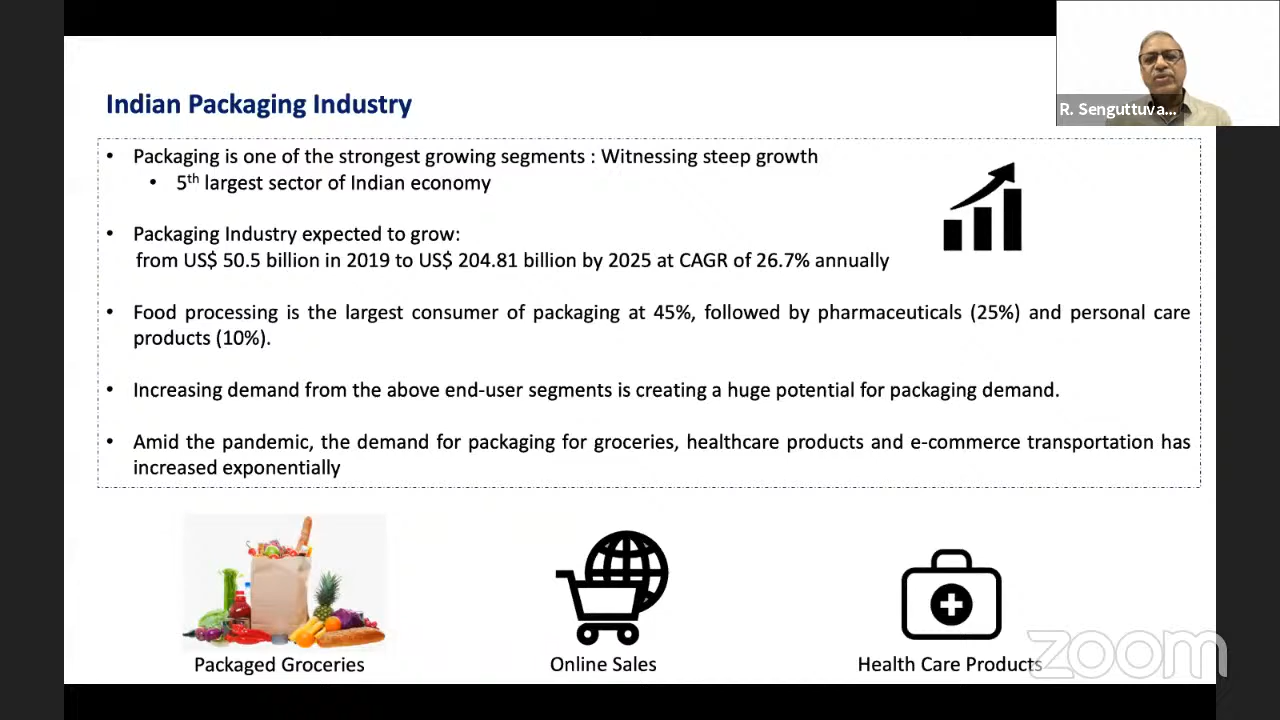 R. Senguttuva...
Indian Packaging Industry
• Packaging is one of the strongest growing segments : Witnessing steep growth
• 5th largest sector of Indian economy
• Packaging Industry expected to grow:
from US$ 50.5 billion in 2019 to US$ 204.81 billion by 2025 at CAGR of 26.7% annually
• Food processing is the largest consumer of packaging at 45%, followed by pharmaceuticals (25%) and personal care
products (10%).
• Increasing demand from the above end-user segments is creating a huge potential for packaging demand.
• Amid the pandemic, the demand for packaging for groceries, healthcare products and e-commerce transportation has
increased exponentially
Packaged Groceries
Online Sales
Health Care Products
zoom